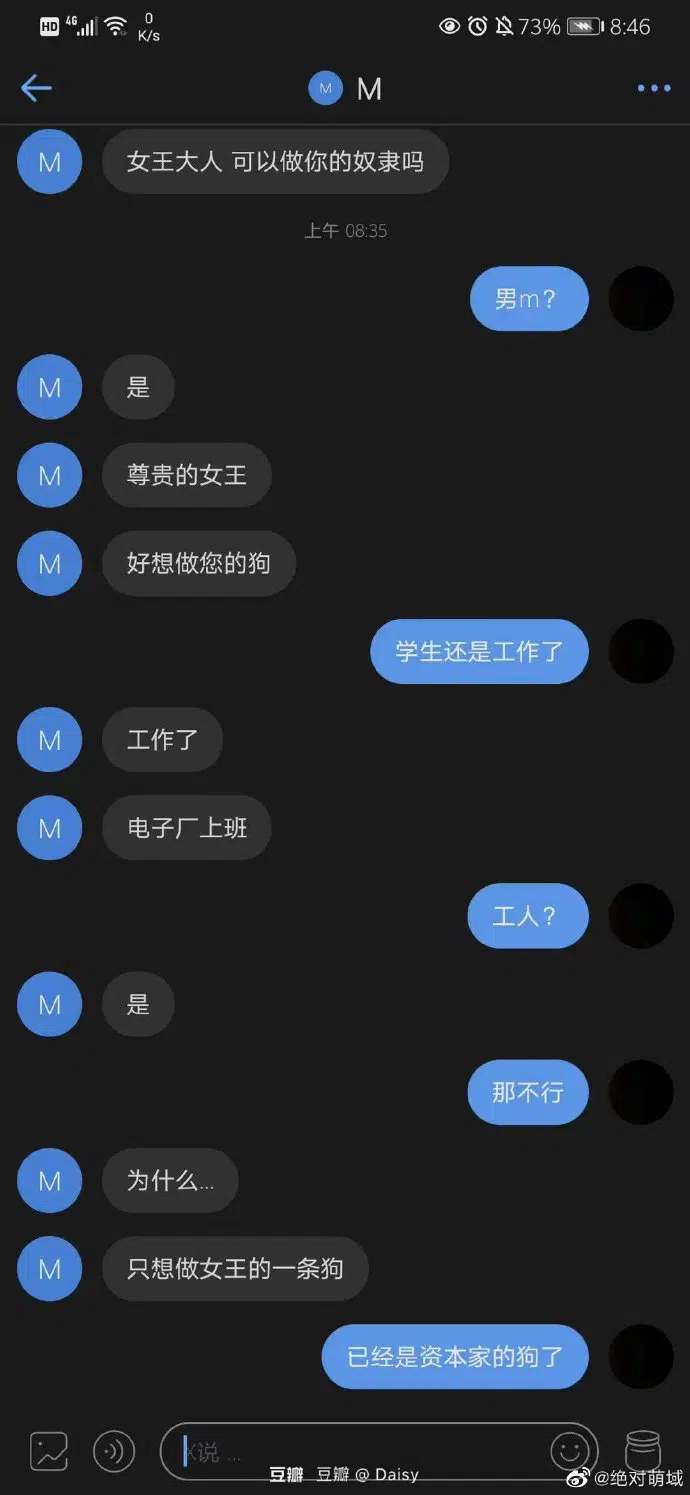 HD 4G 0 K/s 73% 8:46
M M
M 女王大人 可以做你的奴隶吗
上午 08:35
男m?
M 是
M 尊贵的女王
M 好想做您的狗
学生还是工作了
M 工作了
M 电子厂上班
工人?
M 是
那不行
M 为什么...
M 只想做女王的一条狗
已经是资本家的狗了
说 ...
豆瓣 豆瓣 @ Daisy
@绝对萌域